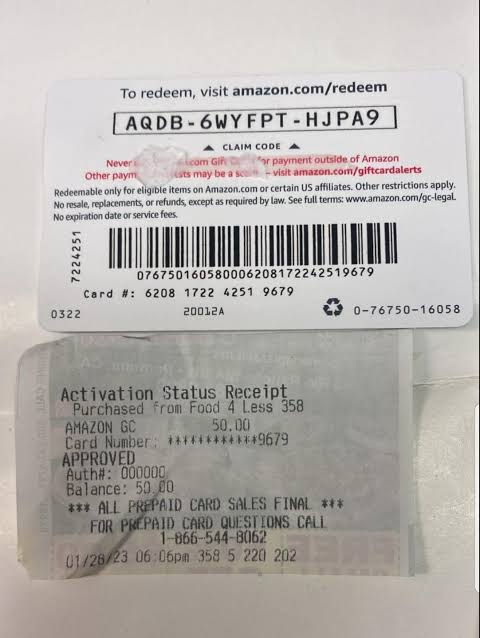 To redeem, visit amazon.com/redeem
AQDB-6WYFPT-HJPA9
▲ CLAIM CODE ▲
Never .com Gift for payment outside of Amazon
Other may be a - visit amazon.com/giftcardalerts
Redeemable only for eligible items on Amazon.com or certain US affiliates. Other restrictions apply.
No resale, replacements, or refunds, except as required by law. See full terms: www.amazon.com/gc-legal.
No expiration date or service fees.
7224251
076750160580006208172242519679
Card #: 6208 1722 4251 9679
0322
20012A
0-76750-16058
Activation Status Receipt
Purchased from Food 4 Less 358
AMAZON GC 50.00
Card Number: ************9679
APPROVED
Auth#: 000000
Balance: 50.00
*** ALL PREPAID CARD SALES FINAL ***
FOR PREPAID CARD QUESTIONS CALL
1-866-544-8062
01/28/23 06:06pm 358 5 220 202